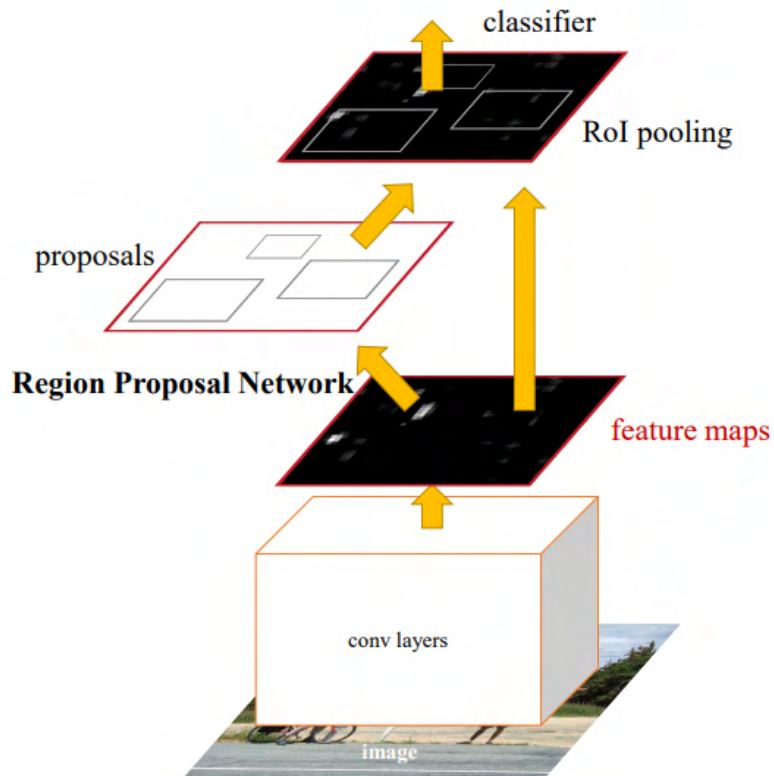 classifier
RoI pooling
proposals
Region Proposal Network
feature maps
conv layers
image